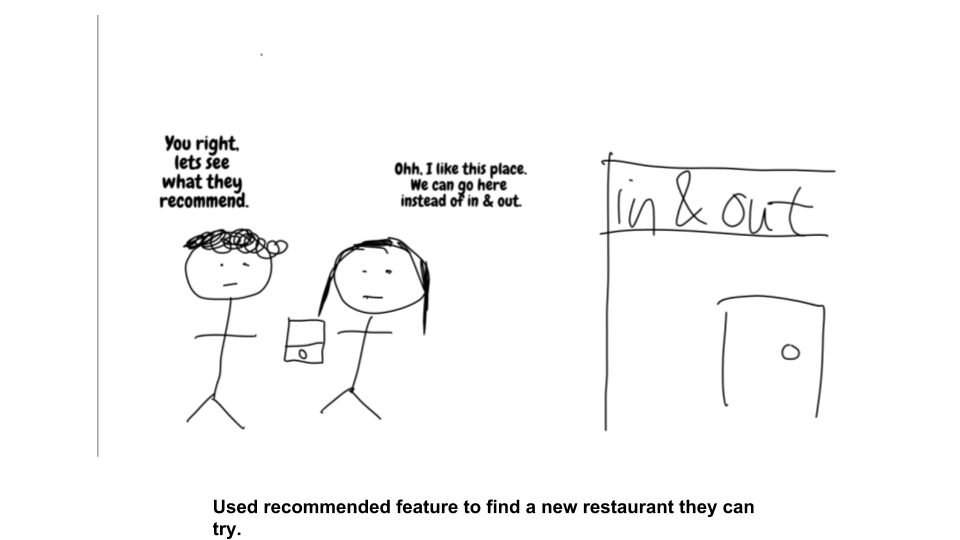 You right,
lets see
what they
recommend.
Ohh, I like this place.
We can go here
instead of in & out.
in & out
Used recommended feature to find a new restaurant they can
try.